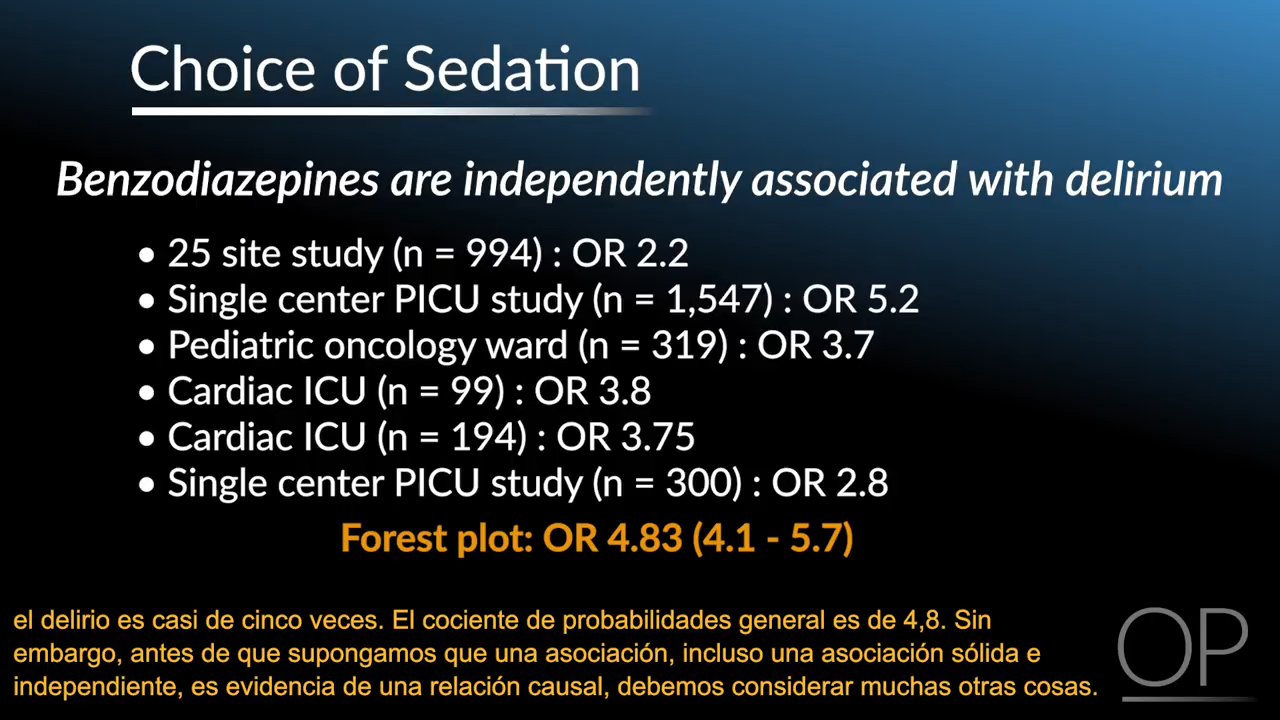 Choice of Sedation
Benzodiazepines are independently associated with delirium
• 25 site study (n = 994) : OR 2.2
• Single center PICU study (n = 1,547) : OR 5.2
• Pediatric oncology ward (n = 319) : OR 3.7
• Cardiac ICU (n = 99) : OR 3.8
• Cardiac ICU (n = 194) : OR 3.75
• Single center PICU study (n = 300) : OR 2.8
Forest plot: OR 4.83 (4.1 - 5.7)
el delirio es casi de cinco veces. El cociente de probabilidades general es de 4,8. Sin
embargo, antes de que supongamos que una asociación, incluso una asociación sólida e
independiente, es evidencia de una relación causal, debemos considerar muchas otras cosas.
OP